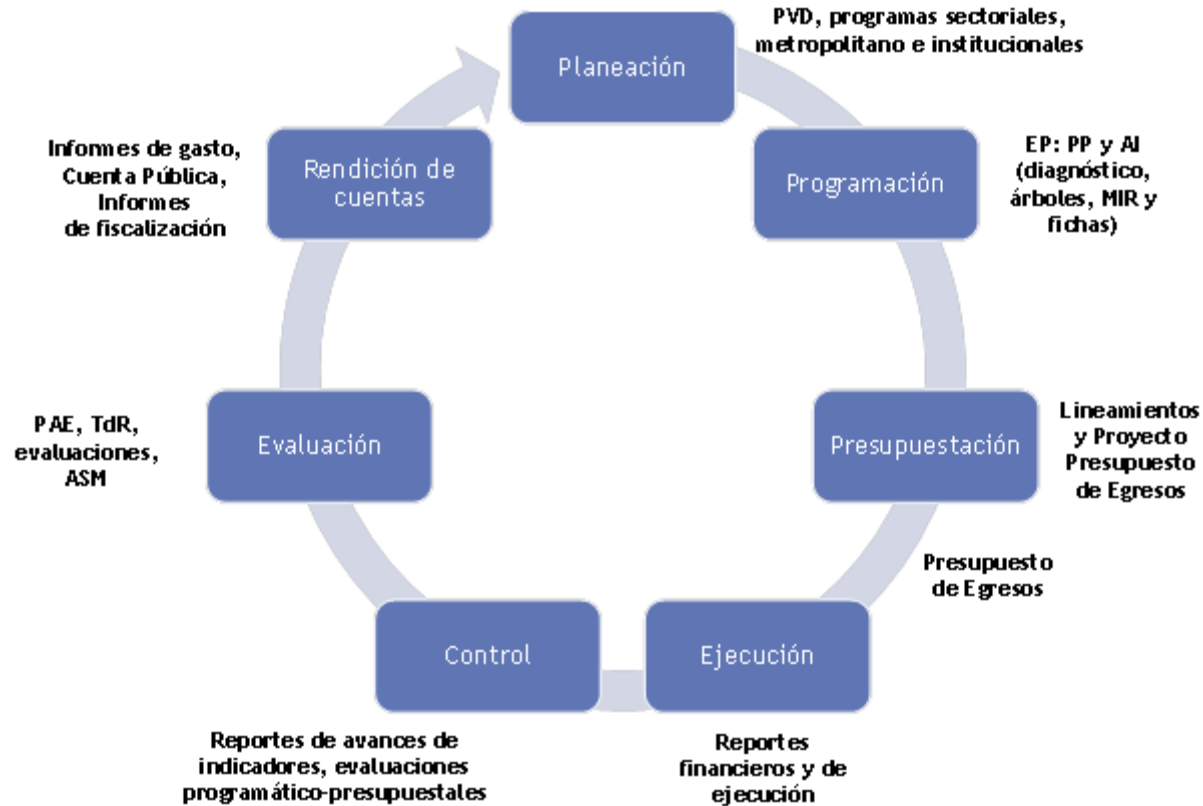 Planeación
PVD, programas sectoriales,
metropolitano e institucionales
Programación
EP: PP y AI
(diagnóstico,
árboles, MIR y
fichas)
Presupuestación
Lineamientos
y Proyecto
Presupuesto
de Egresos
Presupuesto
de Egresos
Ejecución
Reportes
financieros y de
ejecución
Control
Reportes de avances de
indicadores, evaluaciones
programático-presupuestales
Evaluación
PAE, TdR,
evaluaciones,
ASM
Rendición de
cuentas
Informes de gasto,
Cuenta Pública,
Informes
de fiscalización